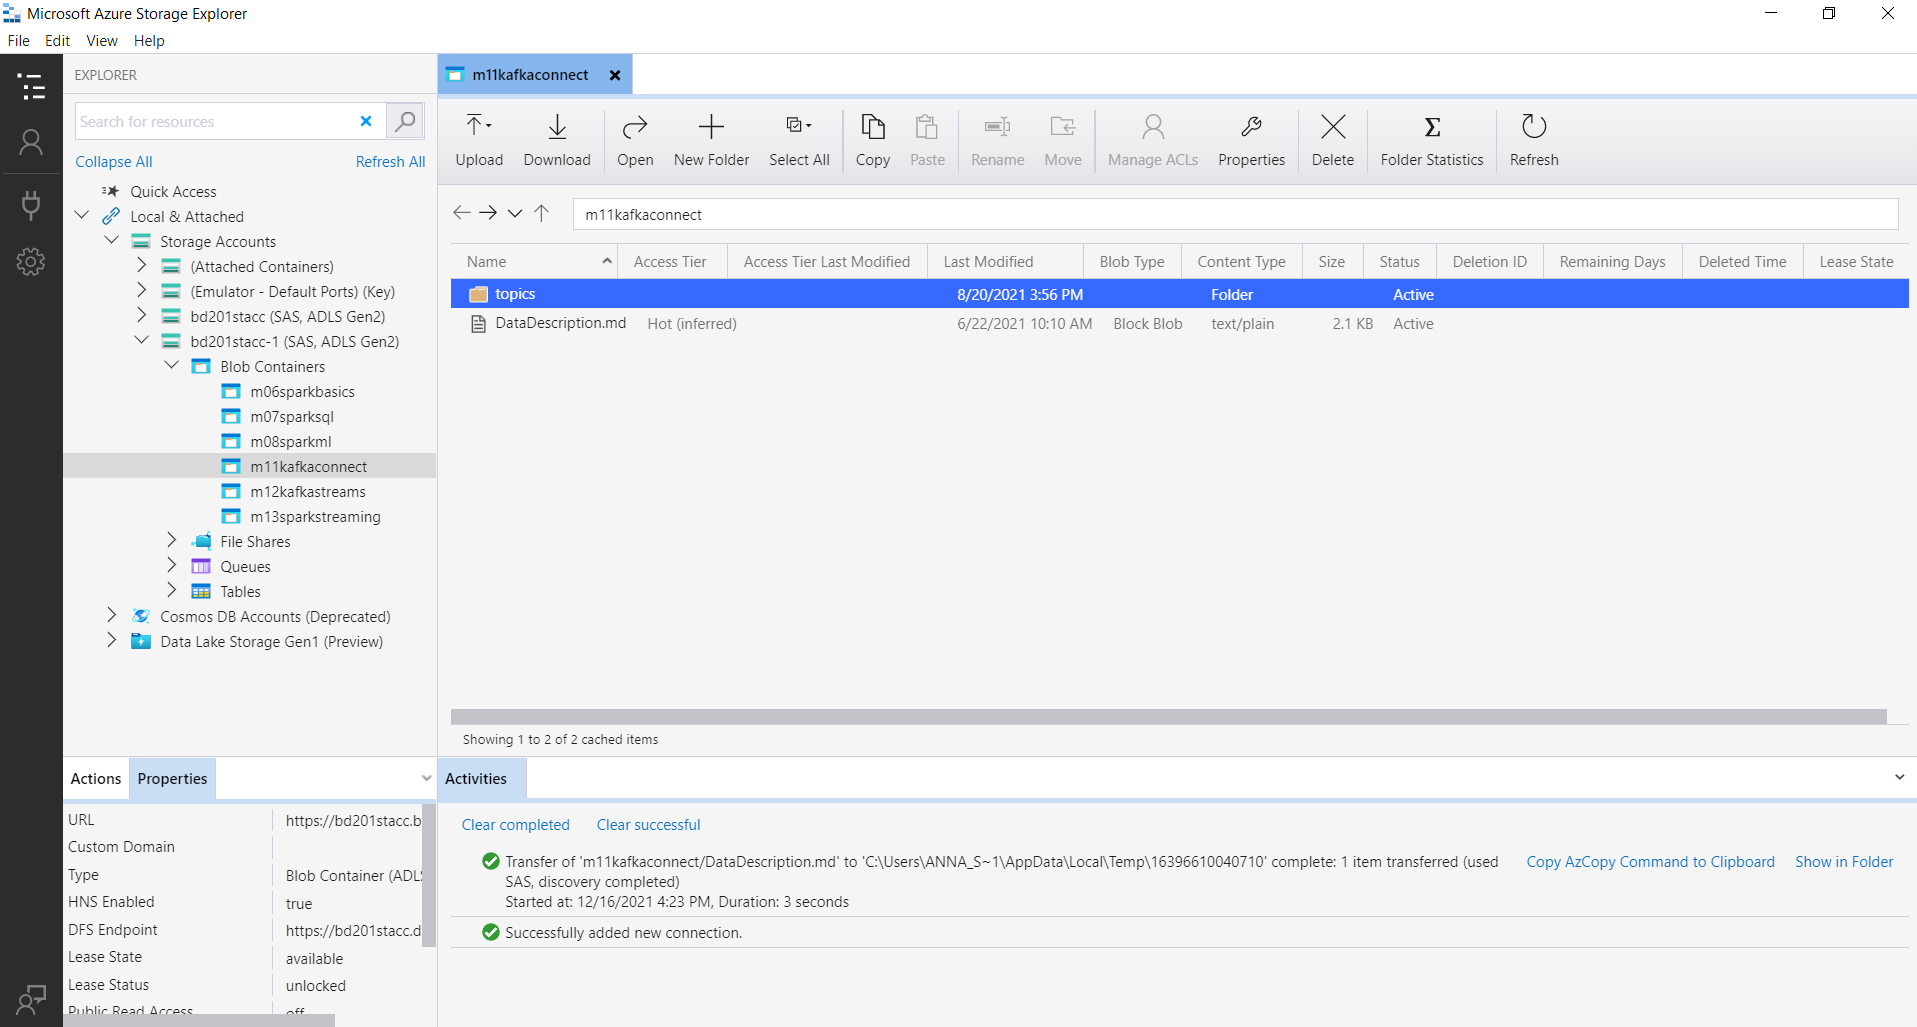 Microsoft Azure Storage Explorer
File Edit View Help
EXPLORER
Search for resources
Collapse All Refresh All
Quick Access
Local & Attached
Storage Accounts
(Attached Containers)
(Emulator - Default Ports) (Key)
bd201stacc (SAS, ADLS Gen2)
bd201stacc-1 (SAS, ADLS Gen2)
Blob Containers
m06sparkbasics
m07sparksql
m08sparkml
m11kafkaconnect
m12kafkastreams
m13sparkstreaming
File Shares
Queues
Tables
Cosmos DB Accounts (Deprecated)
Data Lake Storage Gen1 (Preview)
Actions Properties
URL https://bd201stacc.b
Custom Domain
Type Blob Container (ADL
HNS Enabled true
DFS Endpoint https://bd201stacc.d
Lease State available
Lease Status unlocked
Public Read Access off
m11kafkaconnect
Upload Download Open New Folder Select All Copy Paste Rename Move Manage ACLs Properties Delete Folder Statistics Refresh
m11kafkaconnect
Name Access Tier Access Tier Last Modified Last Modified Blob Type Content Type Size Status Deletion ID Remaining Days Deleted Time Lease State
topics 8/20/2021 3:56 PM Folder Active
DataDescription.md Hot (inferred) 6/22/2021 10:10 AM Block Blob text/plain 2.1 KB Active
Showing 1 to 2 of 2 cached items
Activities
Clear completed Clear successful
Transfer of 'm11kafkaconnect/DataDescription.md' to 'C:\Users\ANNA_S~1\AppData\Local\Temp\16396610040710' complete: 1 item transferred (used Copy AzCopy Command to Clipboard Show in Folder
SAS, discovery completed)
Started at: 12/16/2021 4:23 PM, Duration: 3 seconds
Successfully added new connection.